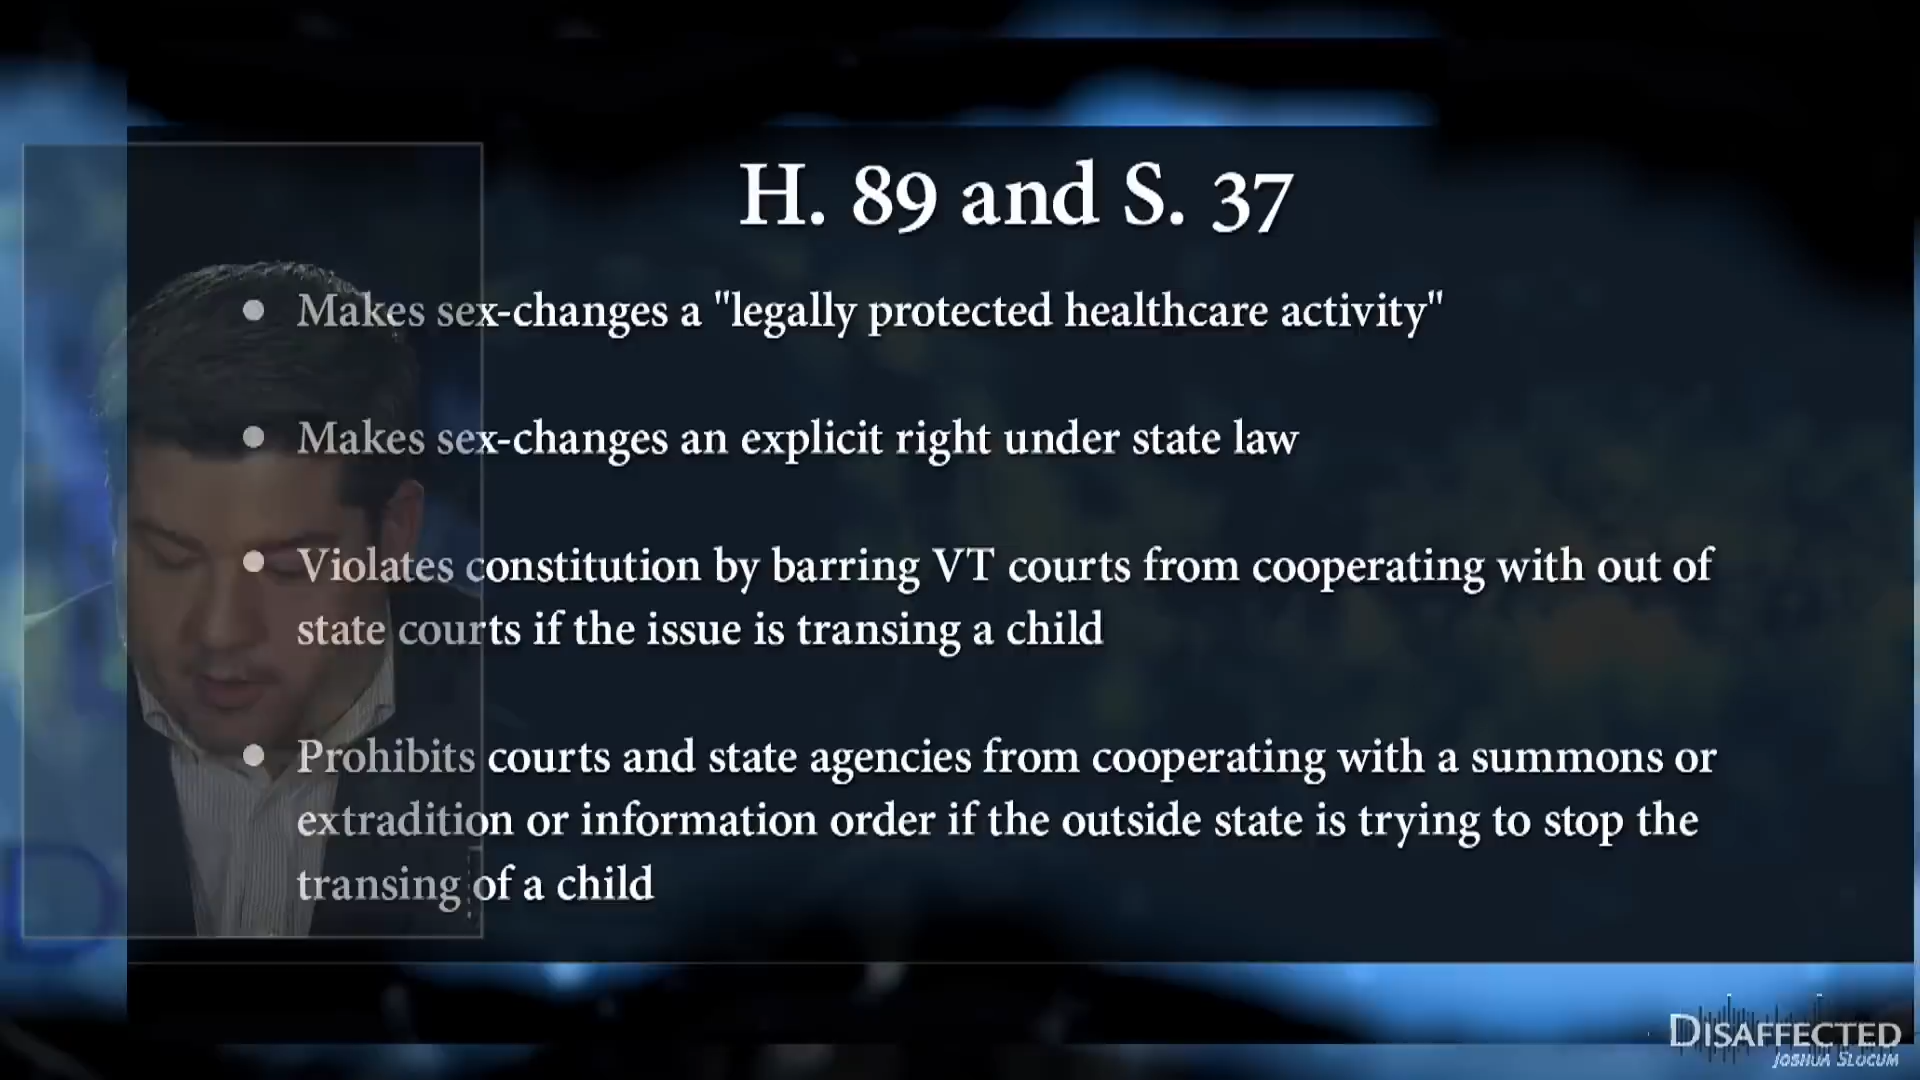 H. 89 and S. 37
• Makes sex-changes a "legally protected healthcare activity"
• Makes sex-changes an explicit right under state law
• Violates constitution by barring VT courts from cooperating with out of
state courts if the issue is transing a child
• Prohibits courts and state agencies from cooperating with a summons or
extradition or information order if the outside state is trying to stop the
transing of a child
D
DISAFFECTED
JOSHUA SLOCUM